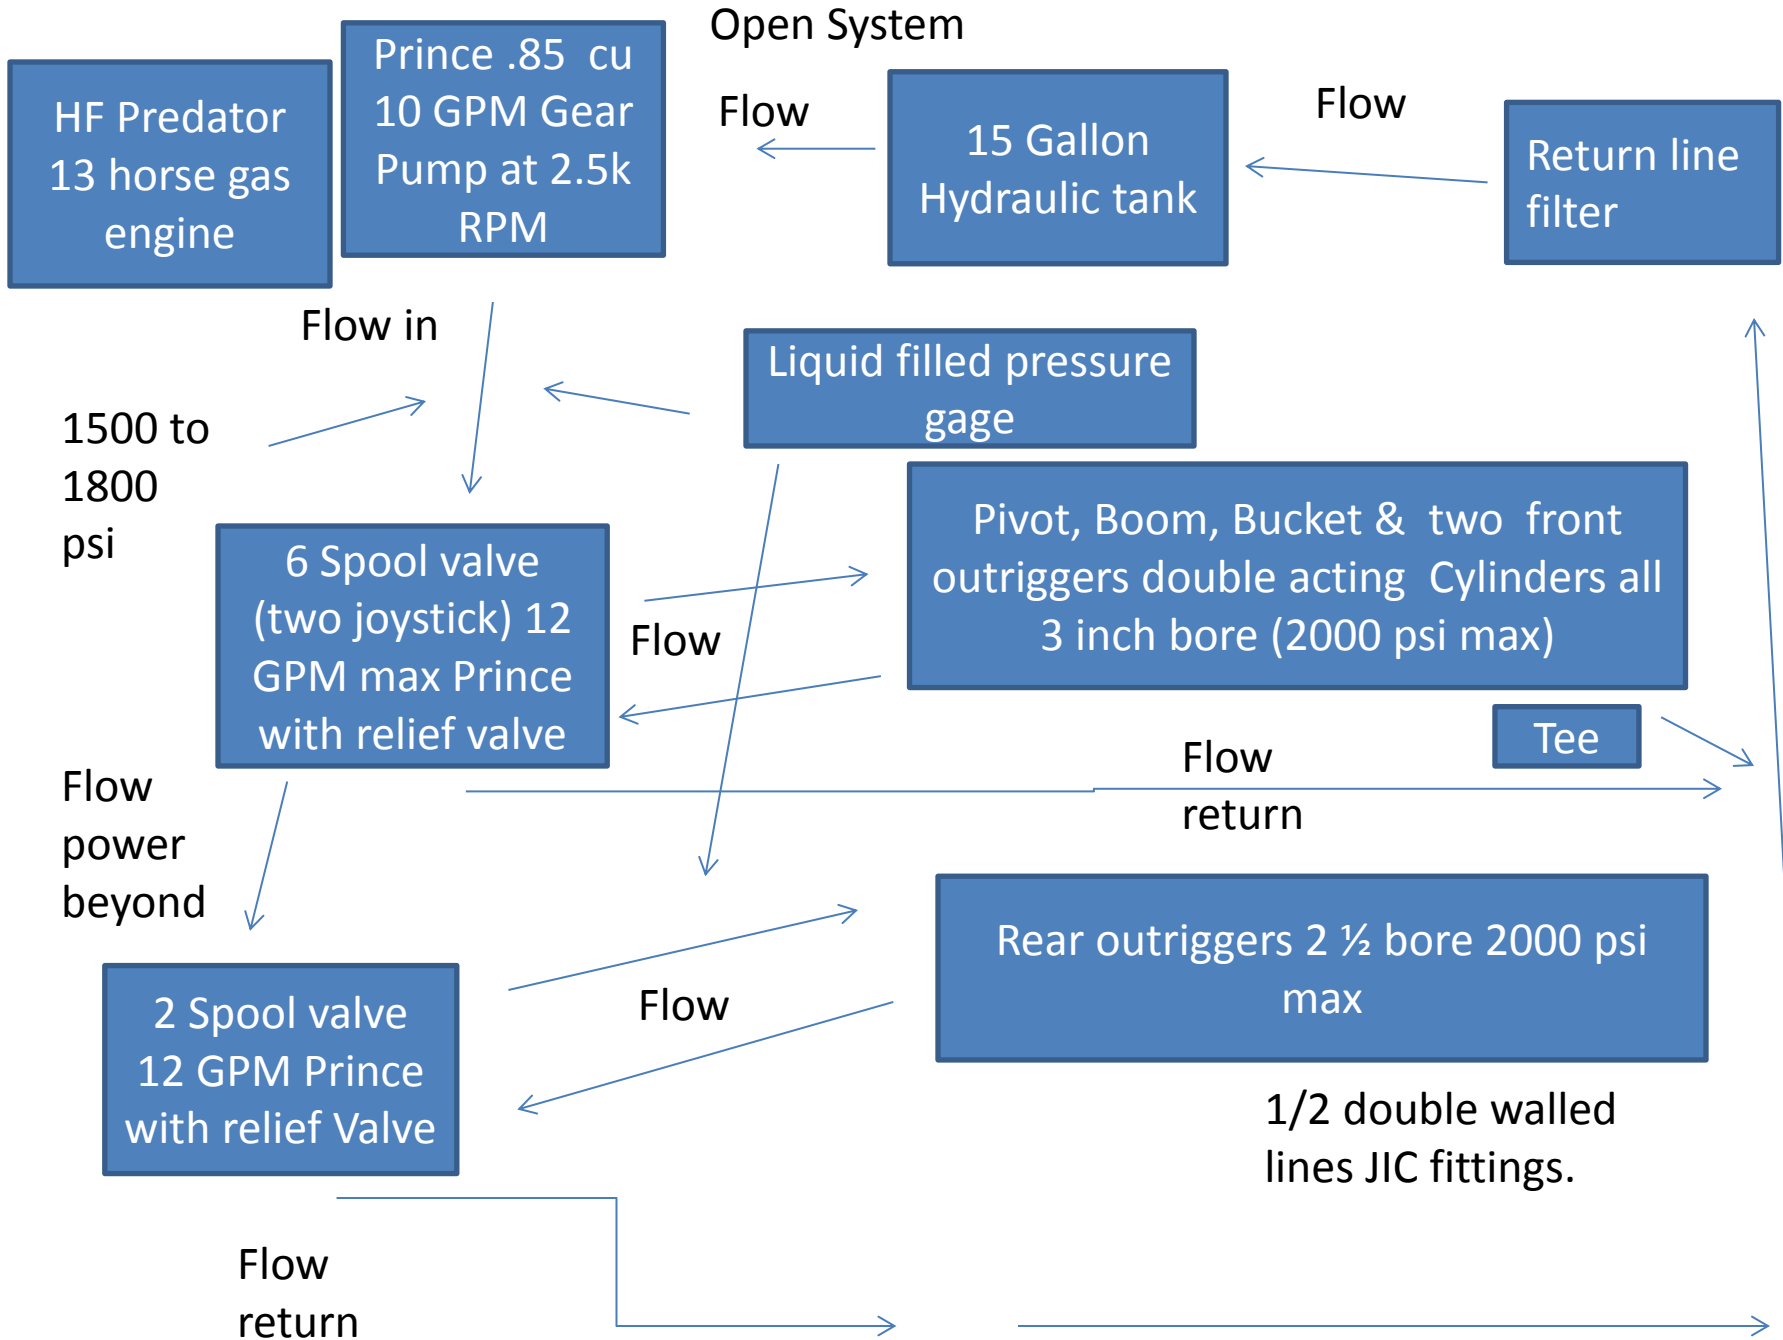 Open System
HF Predator
13 horse gas
engine
Prince .85 cu
10 GPM Gear
Pump at 2.5k
RPM
Flow
15 Gallon
Hydraulic tank
Flow
Return line
filter
Flow in
Liquid filled pressure
gage
1500 to
1800
psi
6 Spool valve
(two joystick) 12
GPM max Prince
with relief valve
Flow
Pivot, Boom, Bucket & two front
outriggers double acting Cylinders all
3 inch bore (2000 psi max)
Tee
Flow
return
Flow
power
beyond
2 Spool valve
12 GPM Prince
with relief Valve
Flow
Rear outriggers 2 ½ bore 2000 psi
max
1/2 double walled
lines JIC fittings.
Flow
return